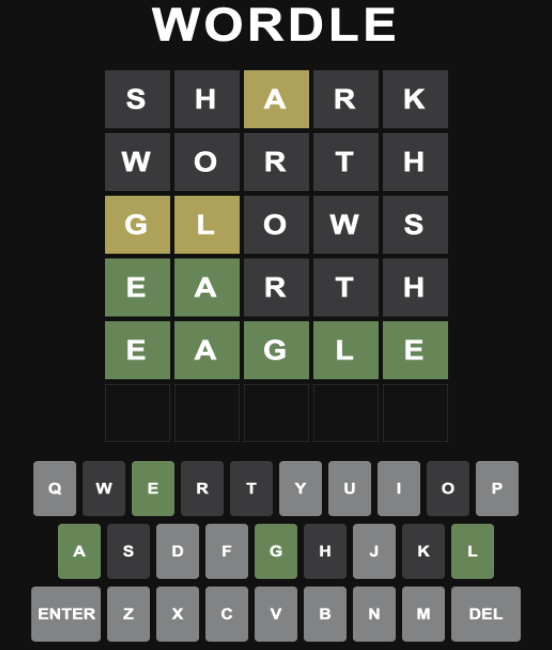 WORDLE
S H A R K
W O R T H
G L O W S
E A R T H
E A G L E
Q W E R T Y U I O P
A S D F G H J K L
ENTER Z X C V B N M DEL